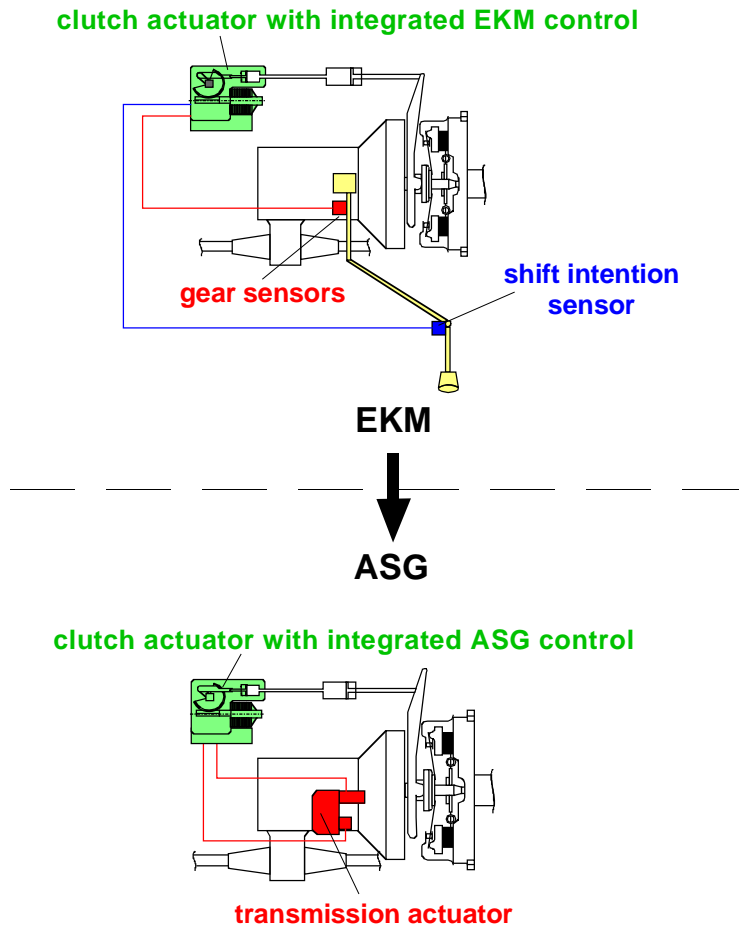 clutch actuator with integrated EKM control
gear sensors
shift intention
sensor
EKM
ASG
clutch actuator with integrated ASG control
transmission actuator